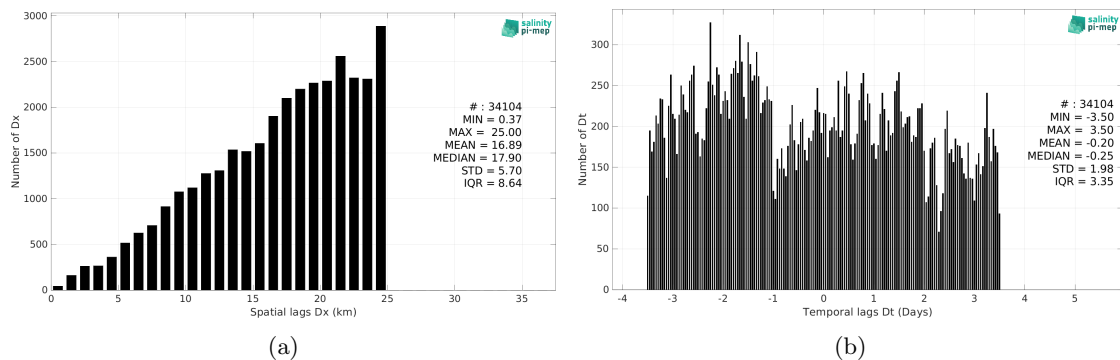 3000
2500
2000
1500
1000
500
0
0 5 10 15 20 25 30 35
Number of Dx
Spatial lags Dx (km)
salinity
pi-mep
# : 34104
MIN = 0.37
MAX = 25.00
MEAN = 16.89
MEDIAN = 17.90
STD = 5.70
IQR = 8.64
(a)
300
250
200
150
100
50
0
-4 -3 -2 -1 0 1 2 3 4 5
Number of Dt
Temporal lags Dt (Days)
salinity
pi-mep
# : 34104
MIN = -3.50
MAX = 3.50
MEAN = -0.20
MEDIAN = -0.25
STD = 1.98
IQR = 3.35
(b)